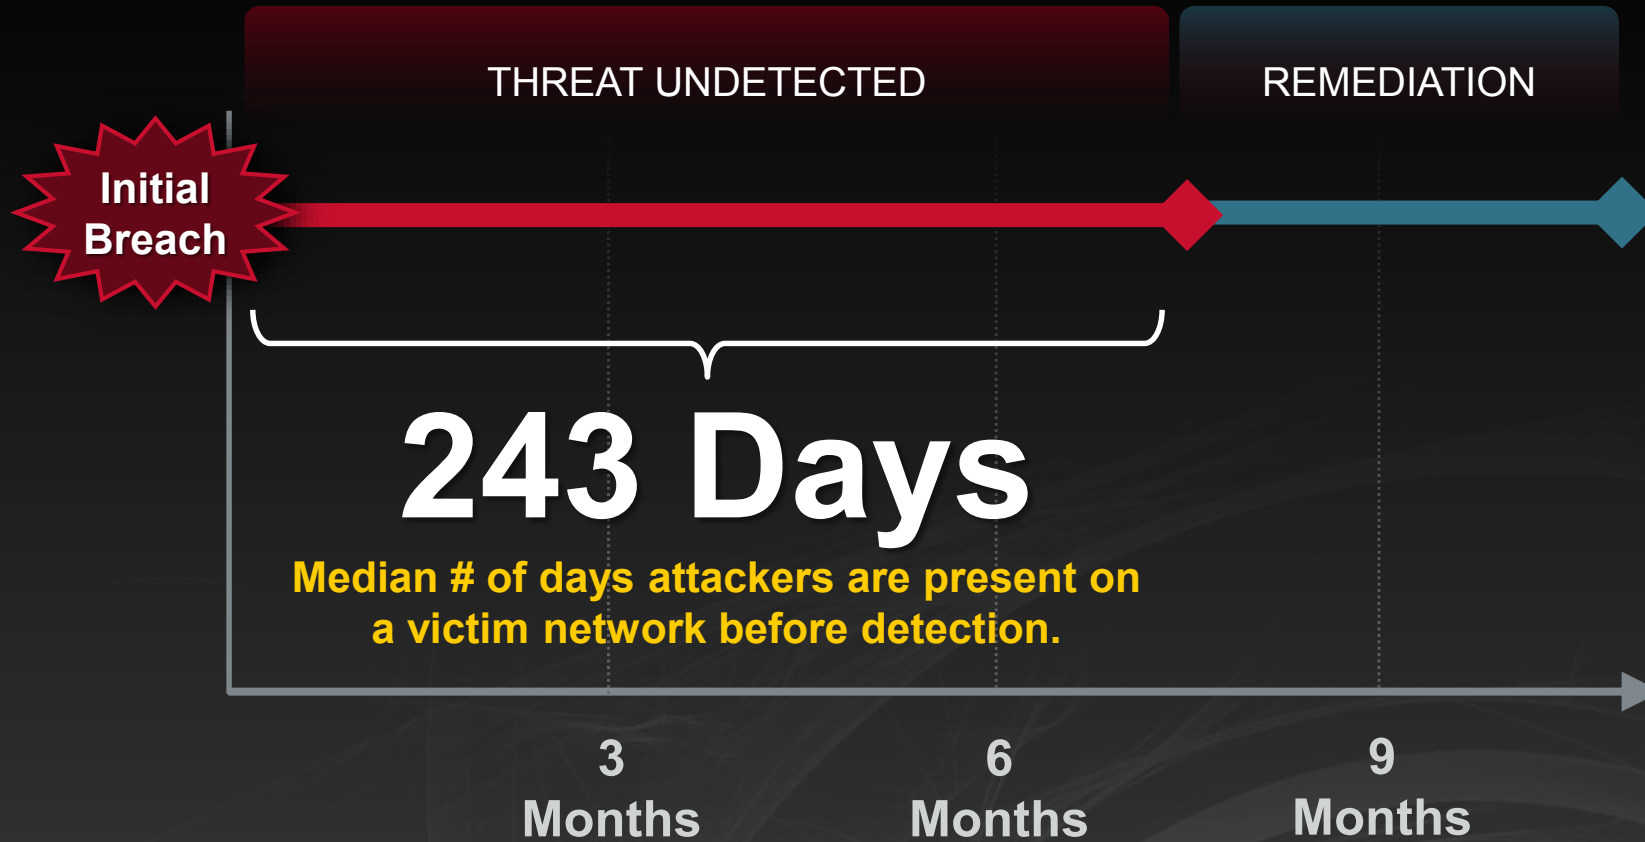 THREAT UNDETECTED
REMEDIATION
Initial
Breach
243 Days
Median # of days attackers are present on
a victim network before detection.
3
Months
6
Months
9
Months